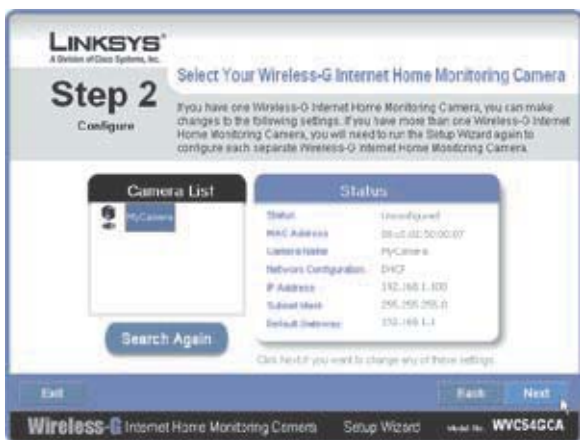 LINKSYS®
A Division of Cisco Systems, Inc.
Step 2
Configure
Select Your Wireless-G Internet Home Monitoring Camera
If you have one Wireless-G Internet Home Monitoring Camera, you can make
changes to the following settings. If you have more than one Wireless-G Internet
Home Monitoring Camera, you will need to run the Setup Wizard again to
configure each separate Wireless-G Internet Home Monitoring Camera.
Camera List
MyCamera
Search Again
Status
Status Unconfigured
MAC Address
Camera Name MyCamera
Network Configuration DHCP
IP Address 192.168.1.100
Subnet Mask 255.255.255.0
Default Gateway 192.168.1.1
Click Next if you want to change any of these settings.
Exit
Back
Next
Wireless-G Internet Home Monitoring Camera Setup Wizard Model No. WVC54GCA